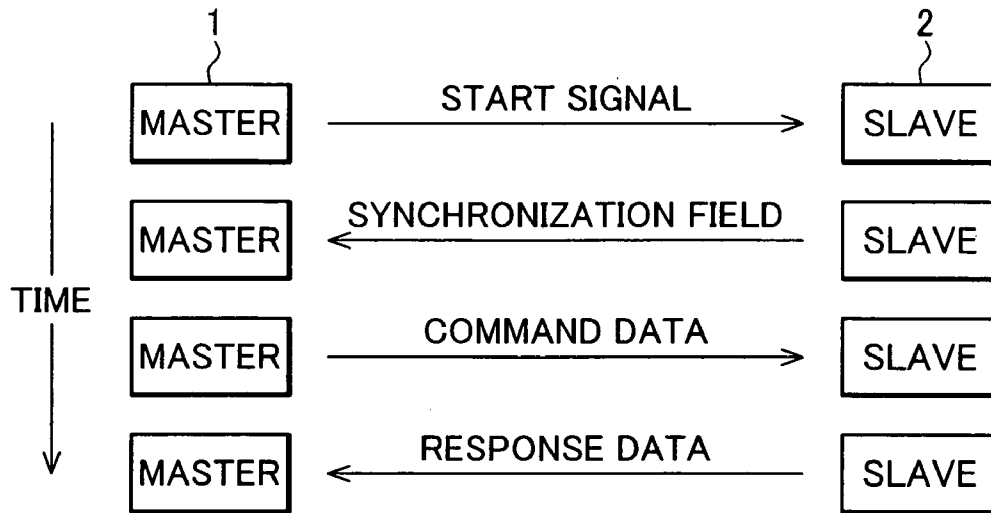 1 2
MASTER START SIGNAL SLAVE
MASTER SYNCHRONIZATION FIELD SLAVE
TIME
MASTER COMMAND DATA SLAVE
MASTER RESPONSE DATA SLAVE